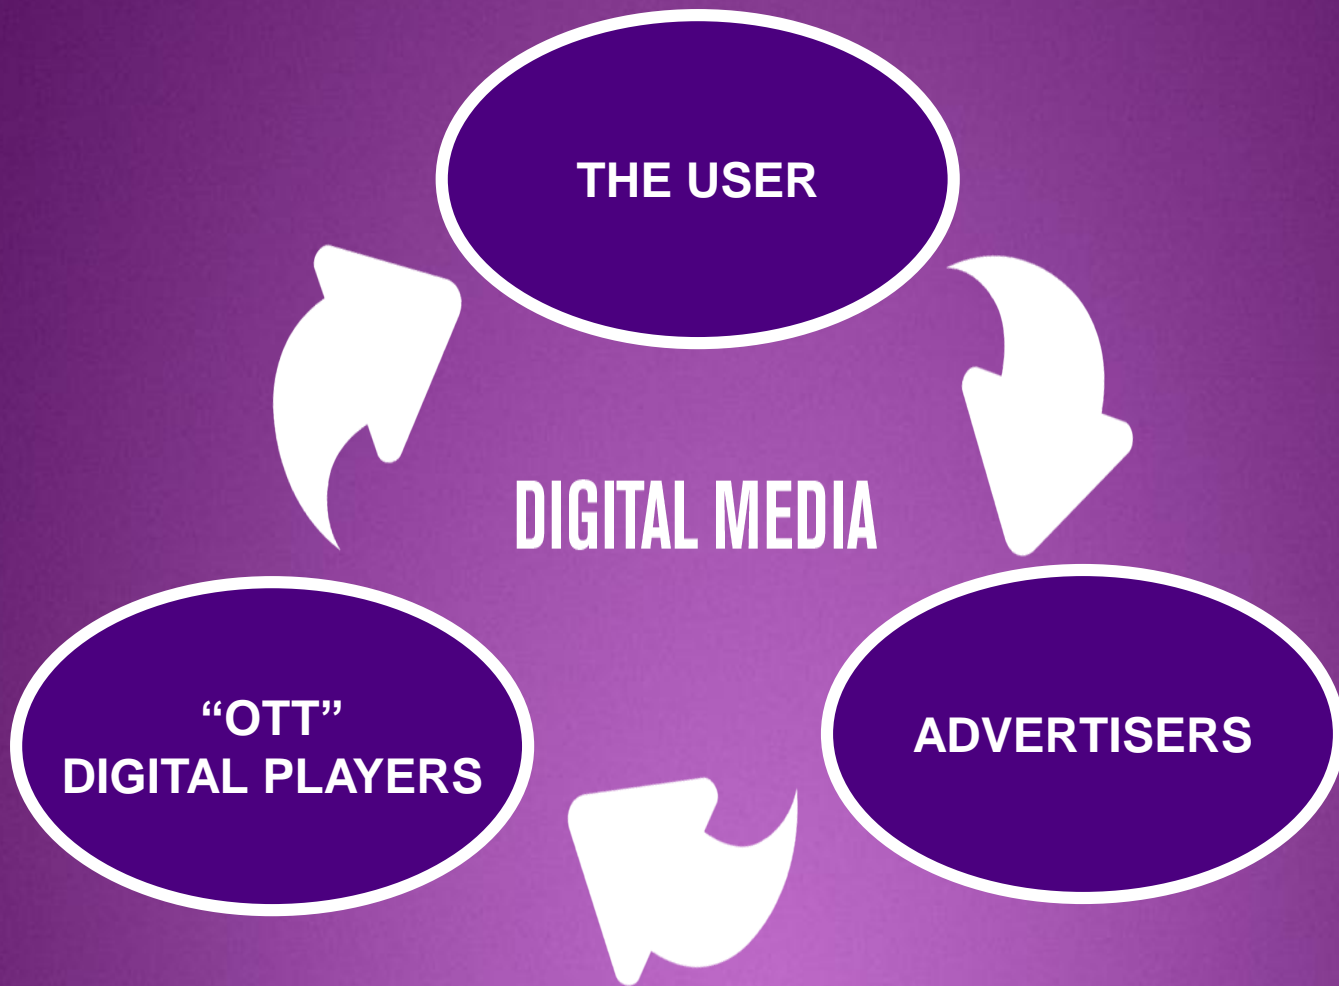 THE USER
DIGITAL MEDIA
“OTT”
DIGITAL PLAYERS
ADVERTISERS